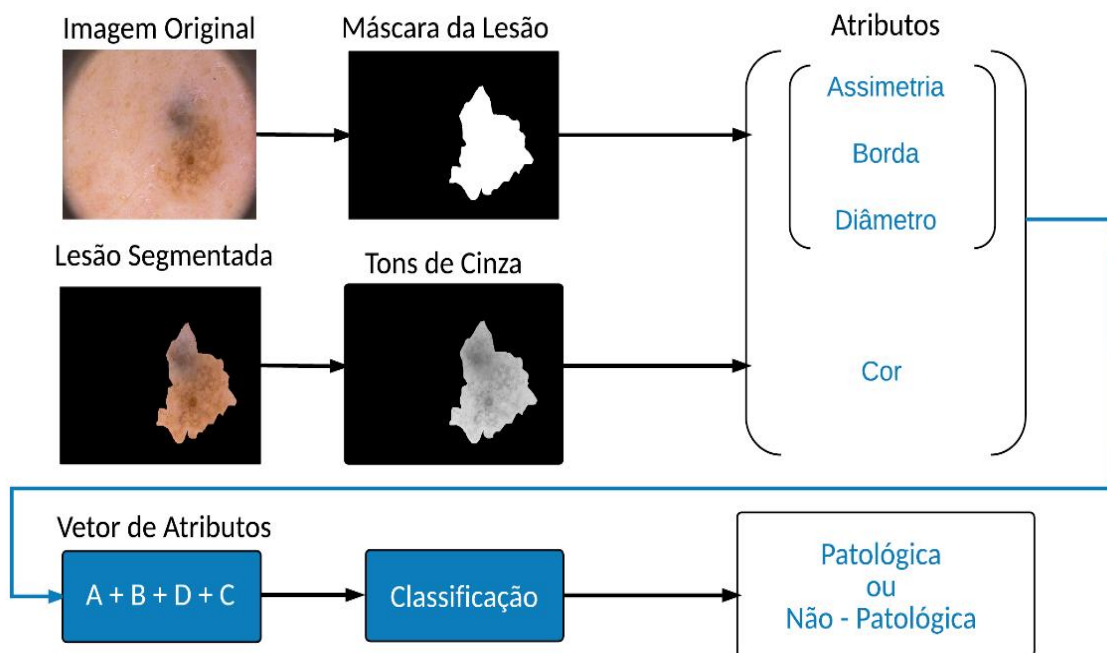 Imagem Original
Máscara da Lesão
Atributos
Assimetria
Borda
Diâmetro
Lesão Segmentada
Tons de Cinza
Cor
Vetor de Atributos
A + B + D + C
Classificação
Patológica
ou
Não - Patológica